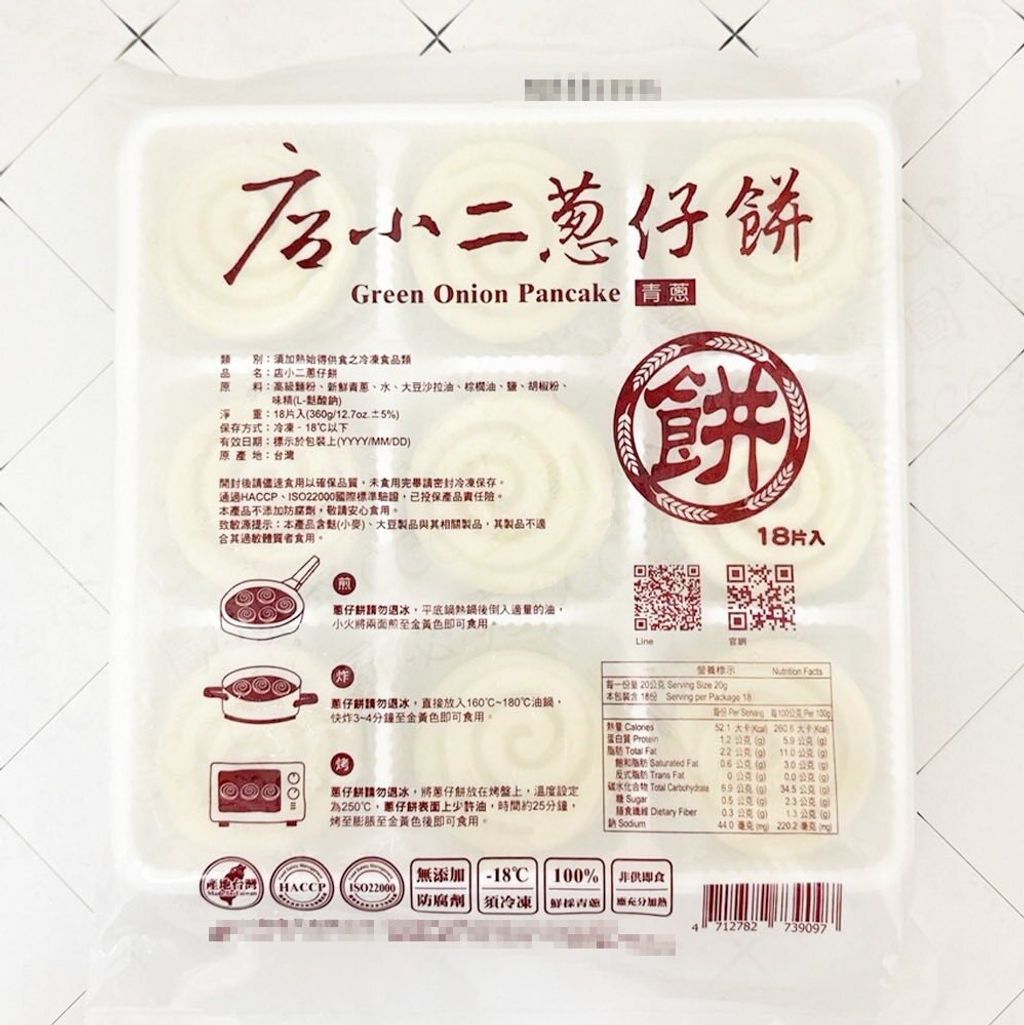 店小二蔥仔餅
Green Onion Pancake 青蔥
類　別：須加熱始得供食之冷凍食品類
品　名：店小二蔥仔餅
原　料：高級麵粉、新鮮青蔥、水、大豆沙拉油、棕櫚油、鹽、胡椒粉、
味精(L-麩酸鈉)
淨　重：18片入(360g/12.7oz.±5%)
保存方式：冷凍﹣18℃以下
有效日期：標示於包裝上(YYYY/MM/DD)
原 產 地：台灣
開封後請儘速食用以確保品質，未食用完畢請密封冷凍保存。
通過HACCP、ISO22000國際標準驗證，已投保產品責任險。
本產品不添加防腐劑，敬請安心食用。
致敏源提示：本產品含麩(小麥)、大豆製品與其相關製品，其製品不適
合其過敏體質者食用。
餅
18片入
煎
蔥仔餅請勿退冰，平底鍋熱鍋後倒入適量的油，
小火將兩面煎至金黃色即可食用。
Line
官網
炸
蔥仔餅請勿退冰，直接放入160℃~180℃油鍋，
快炸3~4分鐘至金黃色即可食用。
烤
蔥仔餅請勿退冰，將蔥仔餅放在烤盤上，溫度設定
為250℃，蔥仔餅表面上少許油，時間約25分鐘，
烤至膨脹至金黃色後即可食用。
營養標示 Nutrition Facts
每一份量 20公克 Serving Size 20g
本包裝含 18份 Serving per Package 18
每份 Per Serving 每100公克 Per 100g
熱量 Calories 52.1 大卡(Kcal) 260.6 大卡(Kcal)
蛋白質 Protein 1.2 公克 (g) 5.9 公克 (g)
脂肪 Total Fat 2.2 公克 (g) 11.0 公克 (g)
飽和脂肪 Saturated Fat 0.6 公克 (g) 3.0 公克 (g)
反式脂肪 Trans Fat 0 公克 (g) 0.0 公克 (g)
碳水化合物 Total Carbohydrate 6.9 公克 (g) 34.5 公克 (g)
糖 Sugar 0.5 公克 (g) 2.3 公克 (g)
膳食纖維 Dietary Fiber 0.3 公克 (g) 1.3 公克 (g)
鈉 Sodium 44.0 毫克 (mg) 220.2 毫克 (mg)
產地台灣
Made In Taiwan
HACCP
ISO22000
無添加
防腐劑
-18℃
須冷凍
100%
鮮採青蔥
非供即食
應充分加熱
4 712782 739097